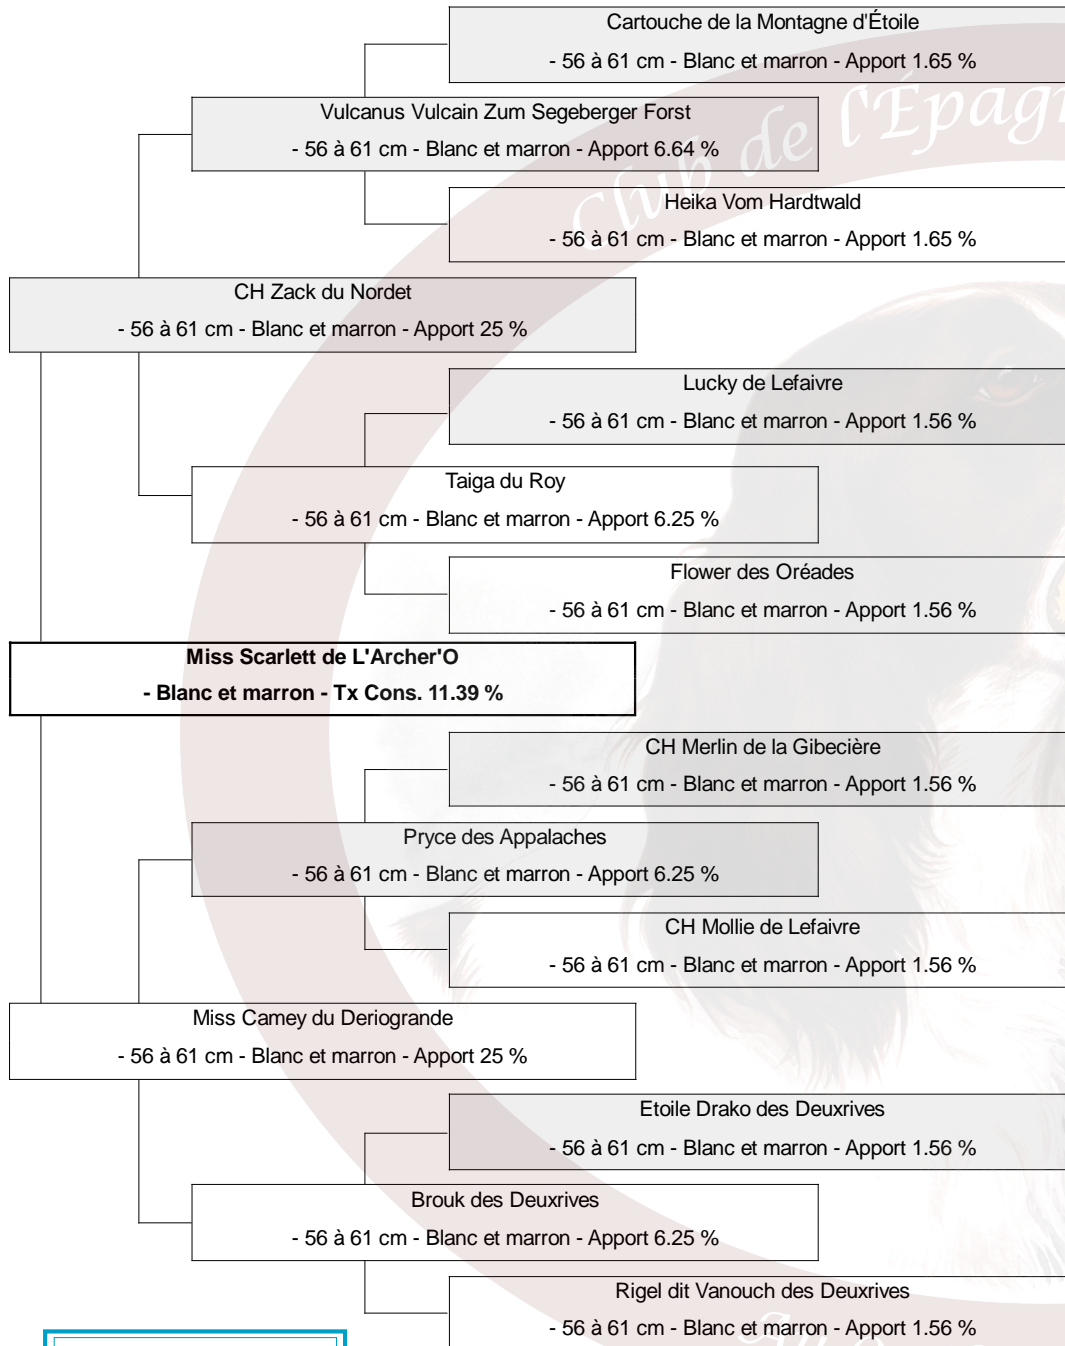 Cartouche de la Montagne d'Étoile
- 56 à 61 cm - Blanc et marron - Apport 1.65 %
Vulcanus Vulcain Zum Segeberger Forst
- 56 à 61 cm - Blanc et marron - Apport 6.64 %
Club de l'Épagn
Heika Vom Hardtwald
- 56 à 61 cm - Blanc et marron - Apport 1.65 %
CH Zack du Nordet
- 56 à 61 cm - Blanc et marron - Apport 25 %
Lucky de Lefaivre
- 56 à 61 cm - Blanc et marron - Apport 1.56 %
Taiga du Roy
- 56 à 61 cm - Blanc et marron - Apport 6.25 %
Flower des Oréades
- 56 à 61 cm - Blanc et marron - Apport 1.56 %
Miss Scarlett de L'Archer'O
- Blanc et marron - Tx Cons. 11.39 %
CH Merlin de la Gibecière
- 56 à 61 cm - Blanc et marron - Apport 1.56 %
Pryce des Appalaches
- 56 à 61 cm - Blanc et marron - Apport 6.25 %
CH Mollie de Lefaivre
- 56 à 61 cm - Blanc et marron - Apport 1.56 %
Miss Camey du Deriogrande
- 56 à 61 cm - Blanc et marron - Apport 25 %
Etoile Drako des Deuxrives
- 56 à 61 cm - Blanc et marron - Apport 1.56 %
Brouk des Deuxrives
- 56 à 61 cm - Blanc et marron - Apport 6.25 %
Rigel dit Vanouch des Deuxrives
- 56 à 61 cm - Blanc et marron - Apport 1.56 %